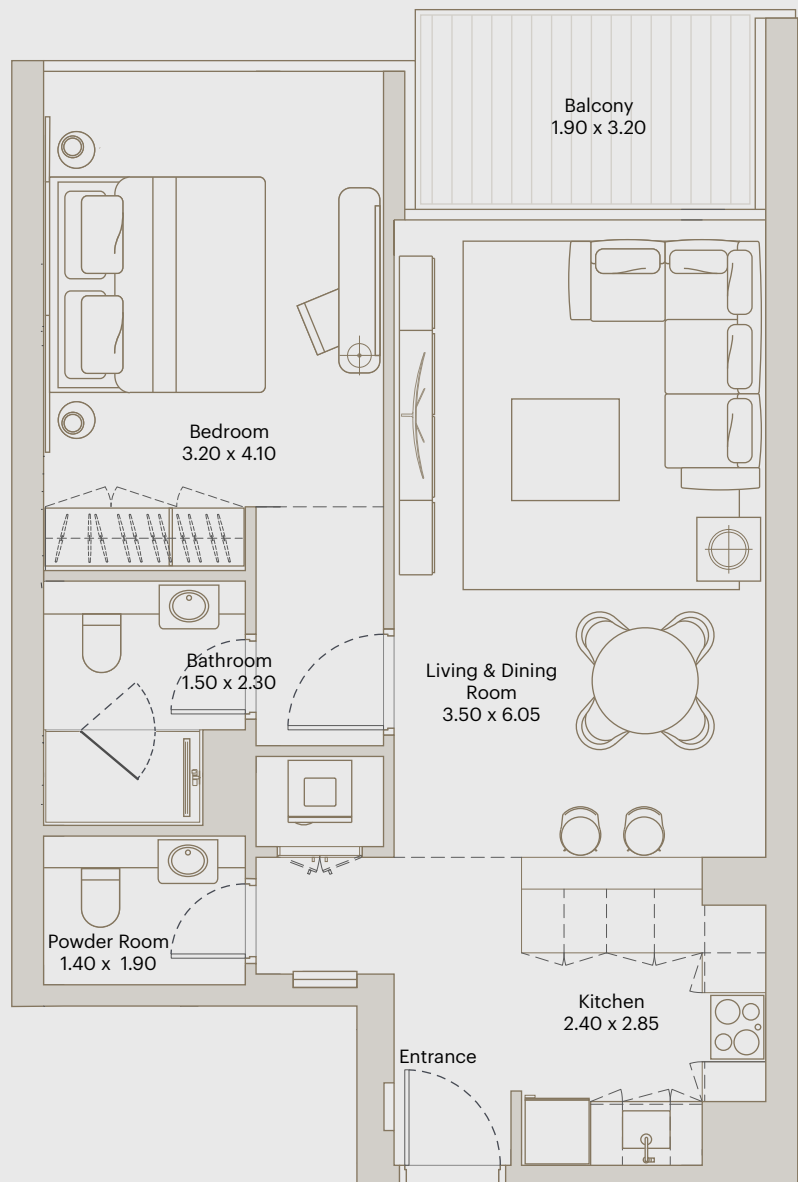 Balcony
1.90 x 3.20
Bedroom
3.20 x 4.10
Bathroom
1.50 x 2.30
Living & Dining
Room
3.50 x 6.05
Powder Room
1.40 x 1.90
Kitchen
2.40 x 2.85
Entrance